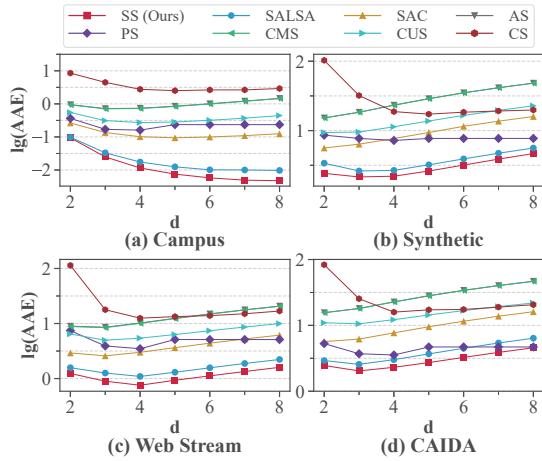 SS (Ours) SALSA SAC AS
PS CMS CUS CS
lg(AAE)
1
0
−1
−2
2 4 6 8
d
(a) Campus
2
1
2 4 6 8
d
(b) Synthetic
lg(AAE)
2
1
0
2 4 6 8
d
(c) Web Stream
2
1
0
2 4 6 8
d
(d) CAIDA